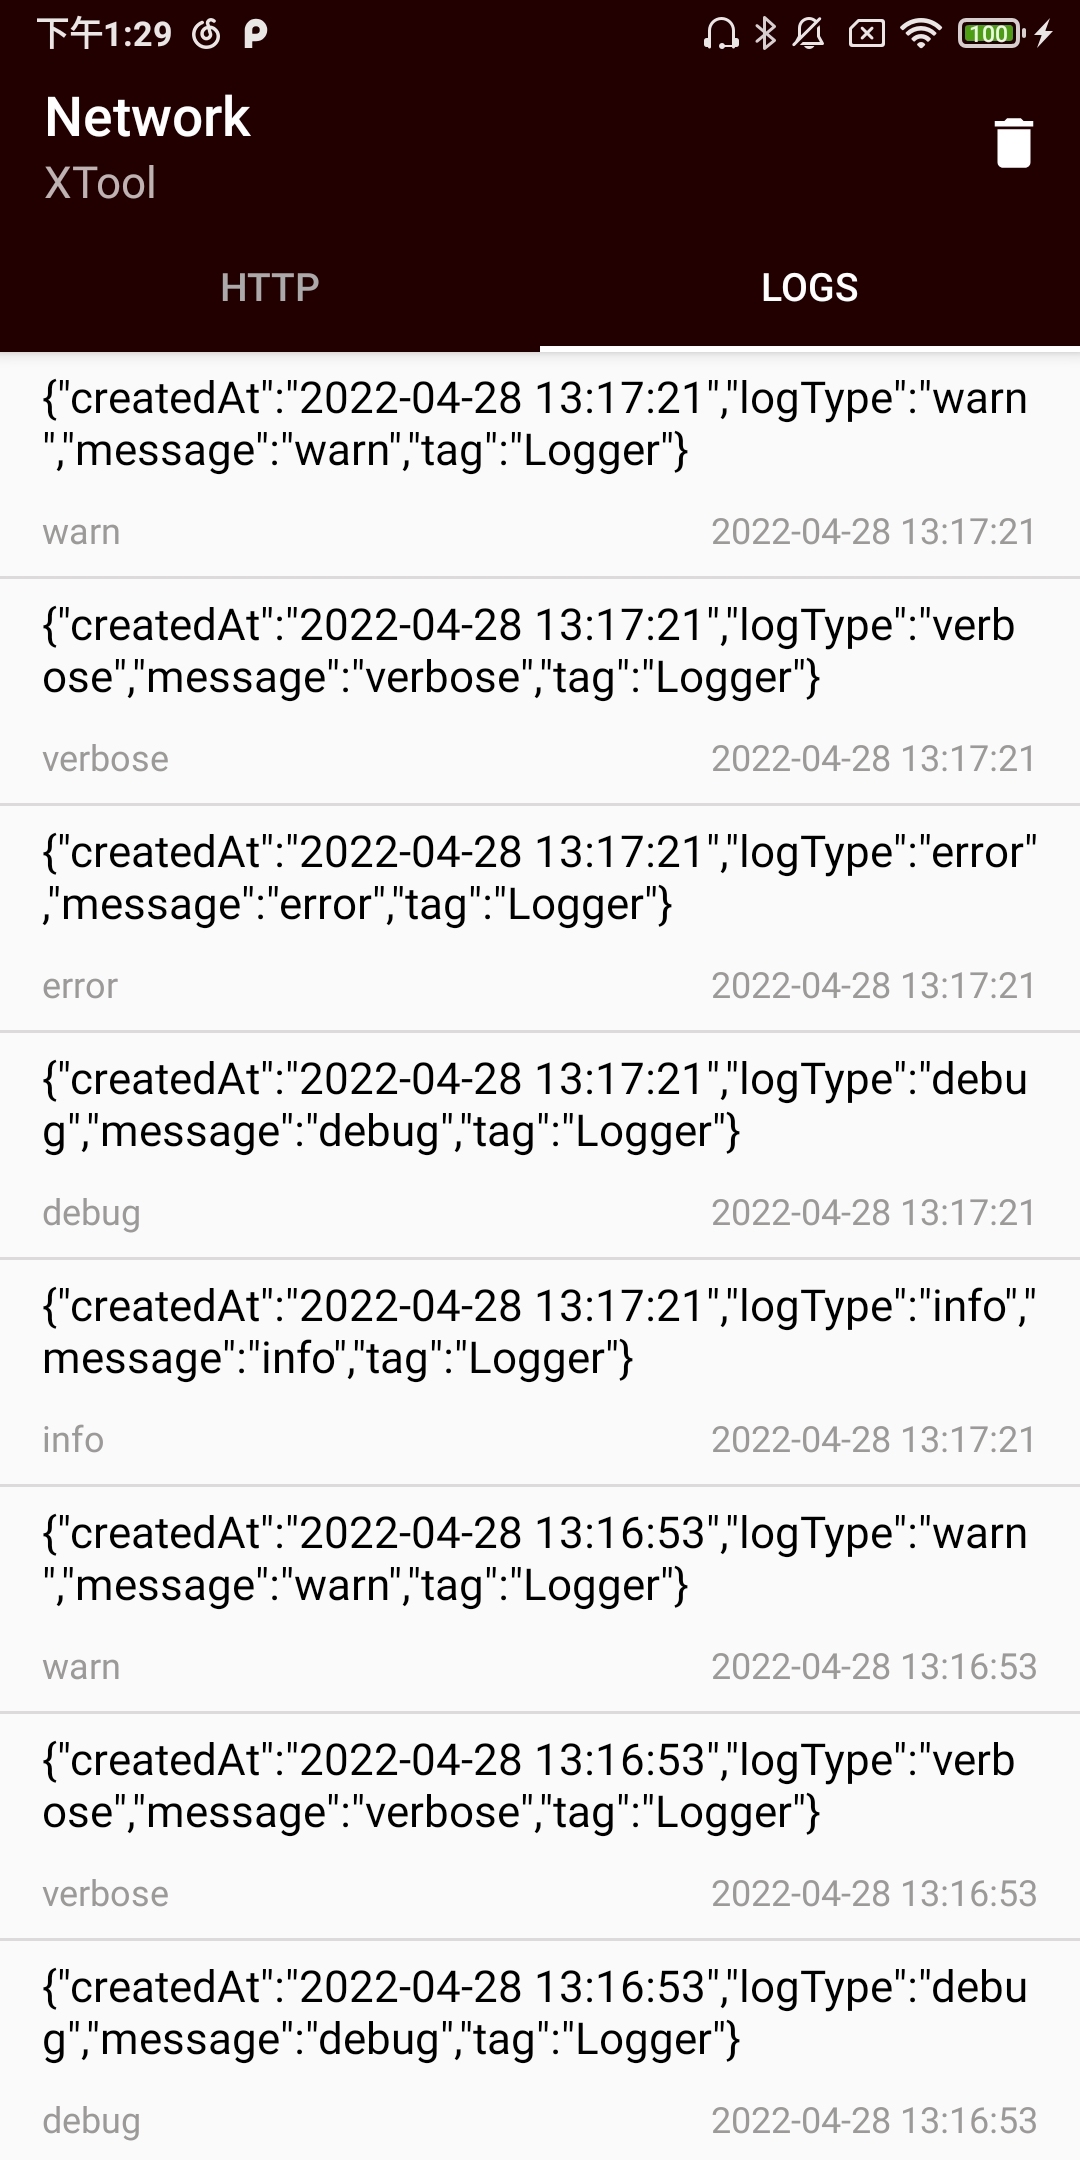 下午1:29
100
Network
XTool
HTTP
LOGS
{"createdAt":"2022-04-28 13:17:21","logType":"warn
","message":"warn","tag":"Logger"}
warn
2022-04-28 13:17:21
{"createdAt":"2022-04-28 13:17:21","logType":"verb
ose","message":"verbose","tag":"Logger"}
verbose
2022-04-28 13:17:21
{"createdAt":"2022-04-28 13:17:21","logType":"error"
,"message":"error","tag":"Logger"}
error
2022-04-28 13:17:21
{"createdAt":"2022-04-28 13:17:21","logType":"debu
g","message":"debug","tag":"Logger"}
debug
2022-04-28 13:17:21
{"createdAt":"2022-04-28 13:17:21","logType":"info","
message":"info","tag":"Logger"}
info
2022-04-28 13:17:21
{"createdAt":"2022-04-28 13:16:53","logType":"warn
","message":"warn","tag":"Logger"}
warn
2022-04-28 13:16:53
{"createdAt":"2022-04-28 13:16:53","logType":"verb
ose","message":"verbose","tag":"Logger"}
verbose
2022-04-28 13:16:53
{"createdAt":"2022-04-28 13:16:53","logType":"debu
g","message":"debug","tag":"Logger"}
debug
2022-04-28 13:16:53